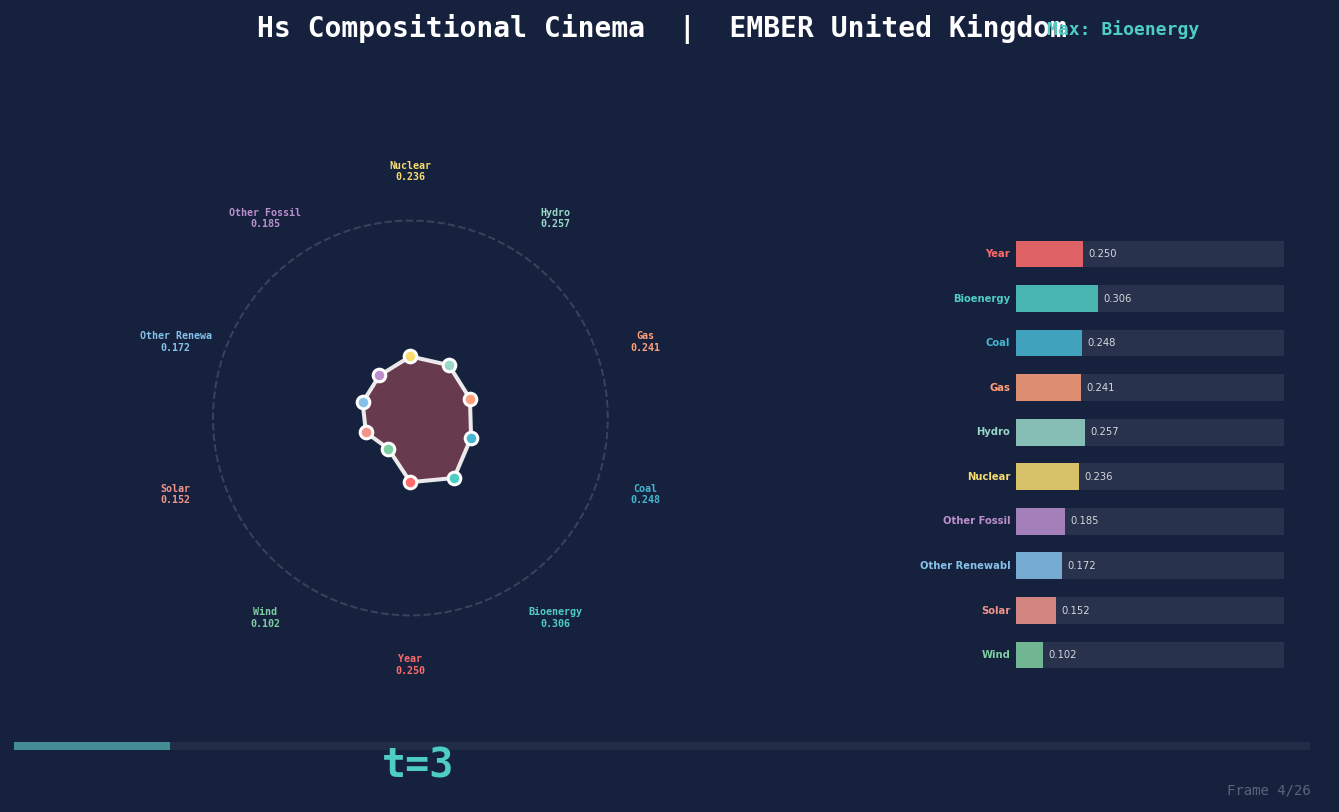 Hs Compositional Cinema | EMBER United Kingdom
Max: Bioenergy
Nuclear
0.236
Other Fossil
0.185
Hydro
0.257
Other Renewa
0.172
Gas
0.241
Solar
0.152
Coal
0.248
Wind
0.102
Bioenergy
0.306
Year
0.250
Year 0.250
Bioenergy 0.306
Coal 0.248
Gas 0.241
Hydro 0.257
Nuclear 0.236
Other Fossil 0.185
Other Renewabl 0.172
Solar 0.152
Wind 0.102
t=3
Frame 4/26